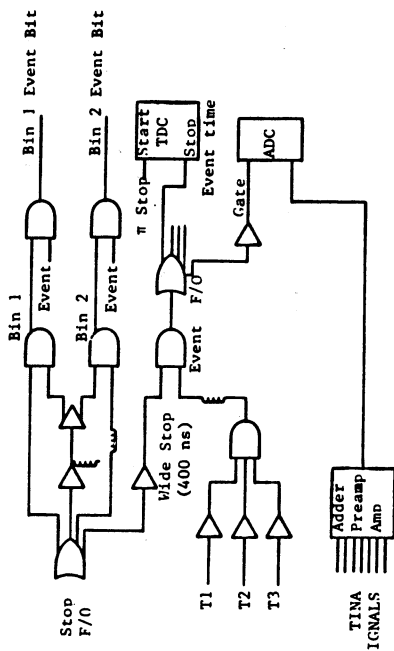 Stop
F/O
Bin 1
Event
Bin 1 Event Bit
Bin 2
Event
Bin 2 Event Bit
Wide Stop
(400 ns)
Event
F/O
π Stop
Start
TDC
Stop
Event time
T1
T2
T3
Gate
ADC
TINA
IGNALS
Adder
Preamp
Amp